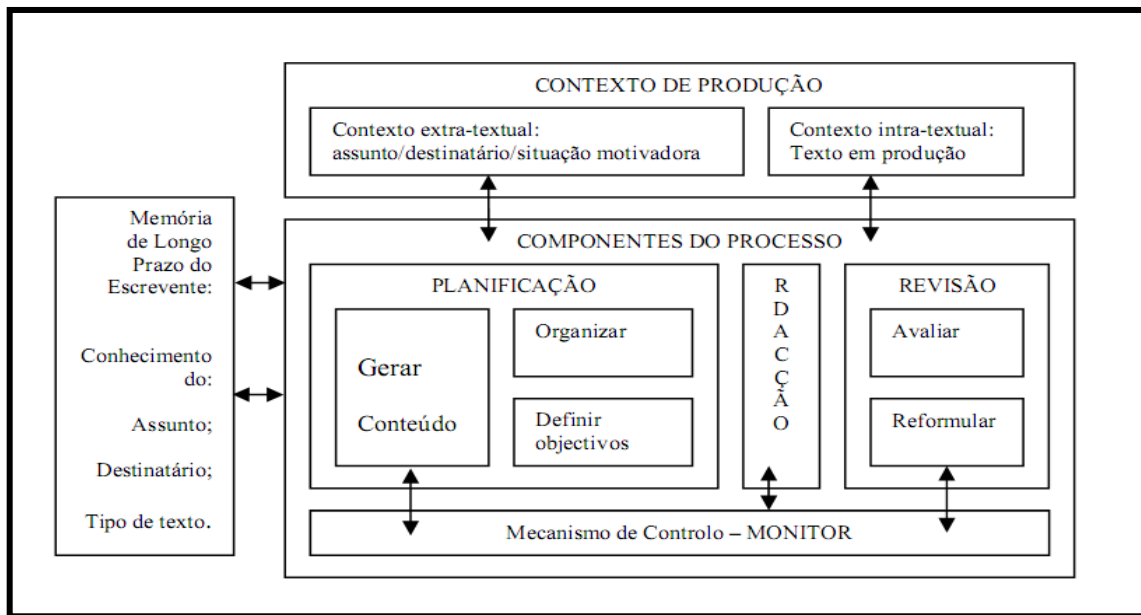 CONTEXTO DE PRODUÇÃO
Contexto extra-textual:
assunto/destinatário/situação motivadora
Contexto intra-textual:
Texto em produção
Memória
de Longo
Prazo do
Escrevente:
Conhecimento
do:
Assunto;
Destinatário;
Tipo de texto.
COMPONENTES DO PROCESSO
PLANIFICAÇÃO
Gerar
Conteúdo
Organizar
Definir
objectivos
R
D
A
C
Ç
Ã
O
REVISÃO
Avaliar
Reformular
Mecanismo de Controlo – MONITOR